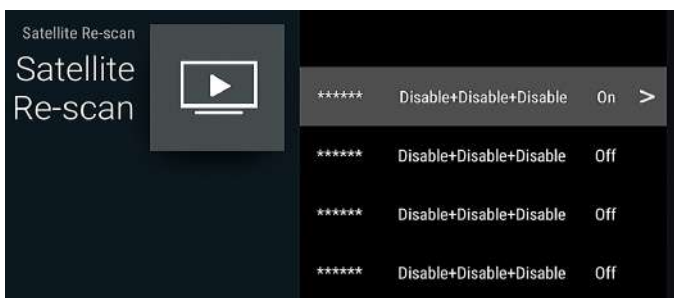 Satellite Re-scan
Satellite
Re-scan
****** Disable+Disable+Disable On >
****** Disable+Disable+Disable Off
****** Disable+Disable+Disable Off
****** Disable+Disable+Disable Off